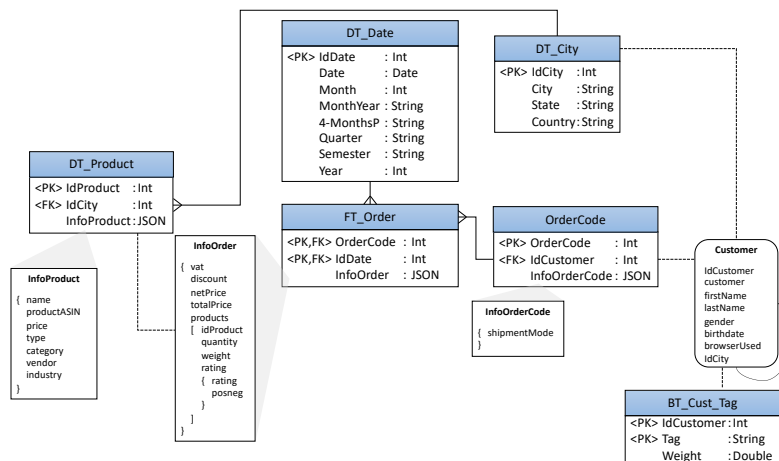 DT_Date
<PK> IdDate : Int
Date : Date
Month : Int
MonthYear : String
4-MonthsP : String
Quarter : String
Semester : String
Year : Int
DT_City
<PK> IdCity : Int
City : String
State : String
Country : String
DT_Product
<PK> IdProduct : Int
<FK> IdCity : Int
InfoProduct : JSON
FT_Order
<PK,FK> OrderCode : Int
<PK,FK> IdDate : Int
InfoOrder : JSON
OrderCode
<PK> OrderCode : Int
<FK> IdCustomer : Int
InfoOrderCode : JSON
InfoProduct
{ name
productASIN
price
type
category
vendor
industry
}
InfoOrder
{ vat
discount
netPrice
totalPrice
products
[ idProduct
quantity
weight
rating
{ rating
posneg
}
]
}
InfoOrderCode
{ shipmentMode
}
Customer
IdCustomer
customer
firstName
lastName
gender
birthdate
browserUsed
IdCity
BT_Cust_Tag
<PK> IdCustomer : Int
<PK> Tag : String
Weight : Double